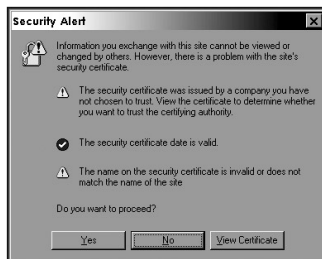 Security Alert
Information you exchange with this site cannot be viewed or
changed by others. However, there is a problem with the site's
security certificate.
The security certificate was issued by a company you have
not chosen to trust. View the certificate to determine whether
you want to trust the certifying authority.
The security certificate date is valid.
The name on the security certificate is invalid or does not
match the name of the site
Do you want to proceed?
Yes
No
View Certificate